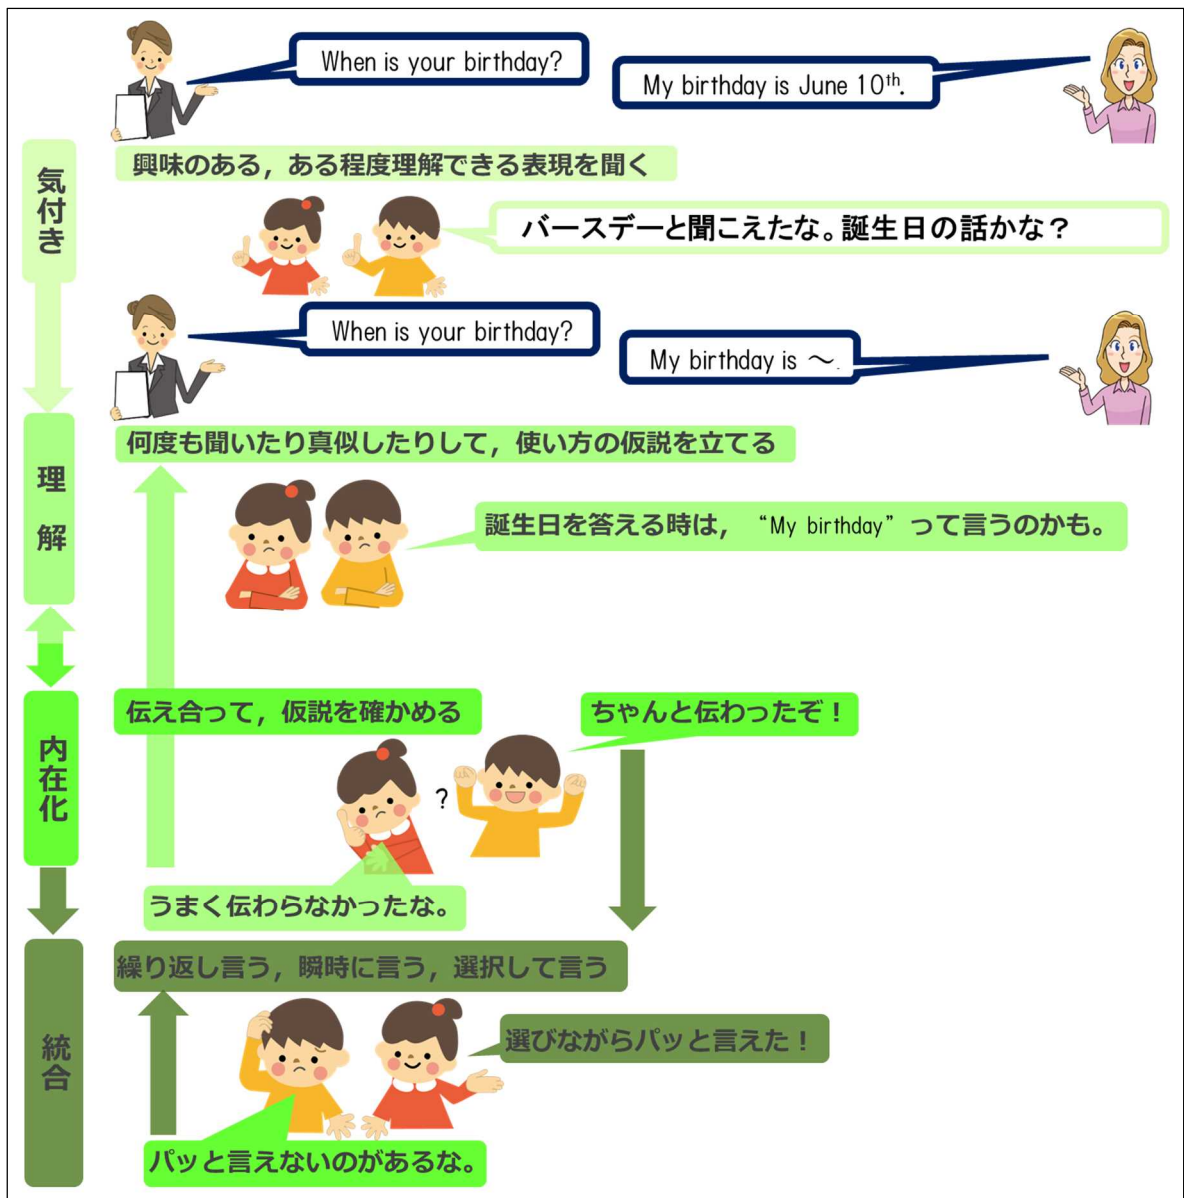 When is your birthday?
My birthday is June 10th.
気付き
興味のある，ある程度理解できる表現を聞く
バースデーと聞こえたな。誕生日の話かな？
When is your birthday?
My birthday is ～.
理解
何度も聞いたり真似したりして，使い方の仮説を立てる
誕生日を答える時は，“My birthday”って言うのかも。
内在化
伝え合って，仮説を確かめる
ちゃんと伝わったぞ！
?
うまく伝わらなかったな。
統合
繰り返し言う，瞬時に言う，選択して言う
選びながらパッと言えた！
パッと言えないのがあるな。